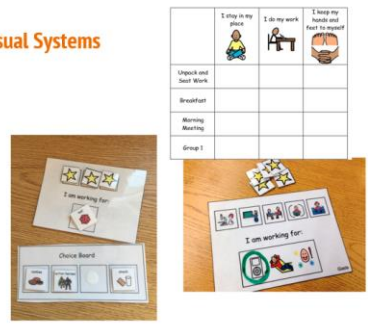 sual Systems
I stay in my
place
I do my work
I keep my
hands and
feet to myself
Unpack and
Seat Work
Breakfast
Morning
Meeting
Group 1
I am working for:
Choice Board
I am working for: